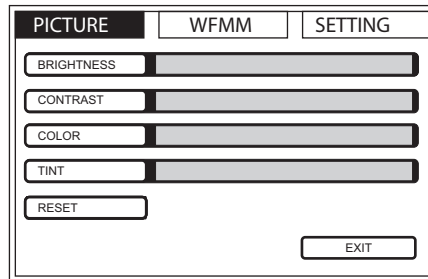 PICTURE WFMM SETTING
BRIGHTNESS
CONTRAST
COLOR
TINT
RESET
EXIT